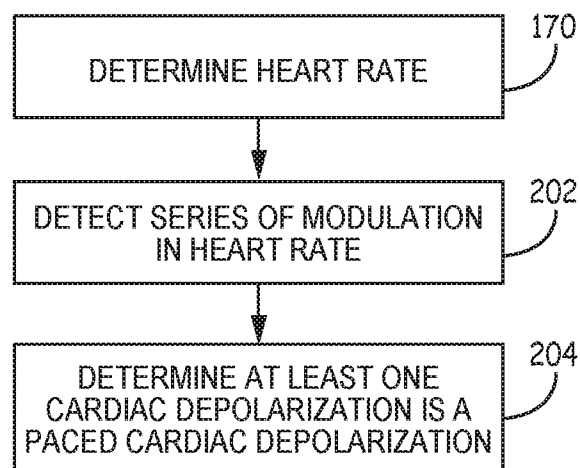 170
DETERMINE HEART RATE
202
DETECT SERIES OF MODULATION
IN HEART RATE
204
DETERMINE AT LEAST ONE
CARDIAC DEPOLARIZATION IS A
PACED CARDIAC DEPOLARIZATION